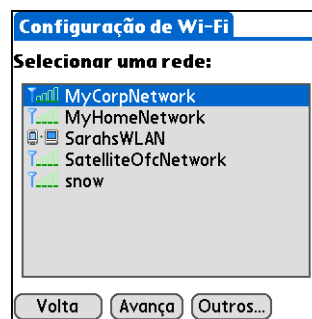 Configuração de Wi-Fi
Selecionar uma rede:
MyCorpNetwork
MyHomeNetwork
SarahsWLAN
SatelliteOfcNetwork
snow
Volta Avança Outros...